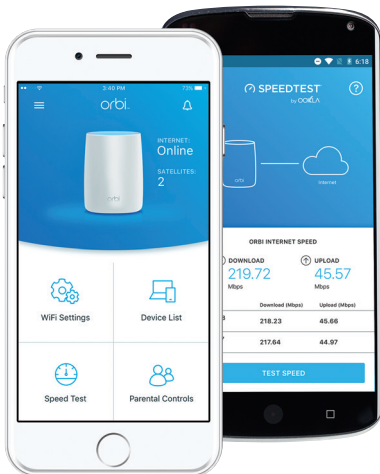 3:40 PM
73%
orbi
INTERNET:
Online
SATELLITES:
2
orbi
WiFi Settings
Device List
Speed Test
Parental Controls
6:18
SPEEDTEST
by OOKLA
?
orbi
Internet
ORBI INTERNET SPEED
DOWNLOAD
UPLOAD
219.72
45.57
Mbps
Mbps
Download (Mbps)
Upload (Mbps)
218.23
45.66
217.64
44.97
TEST SPEED